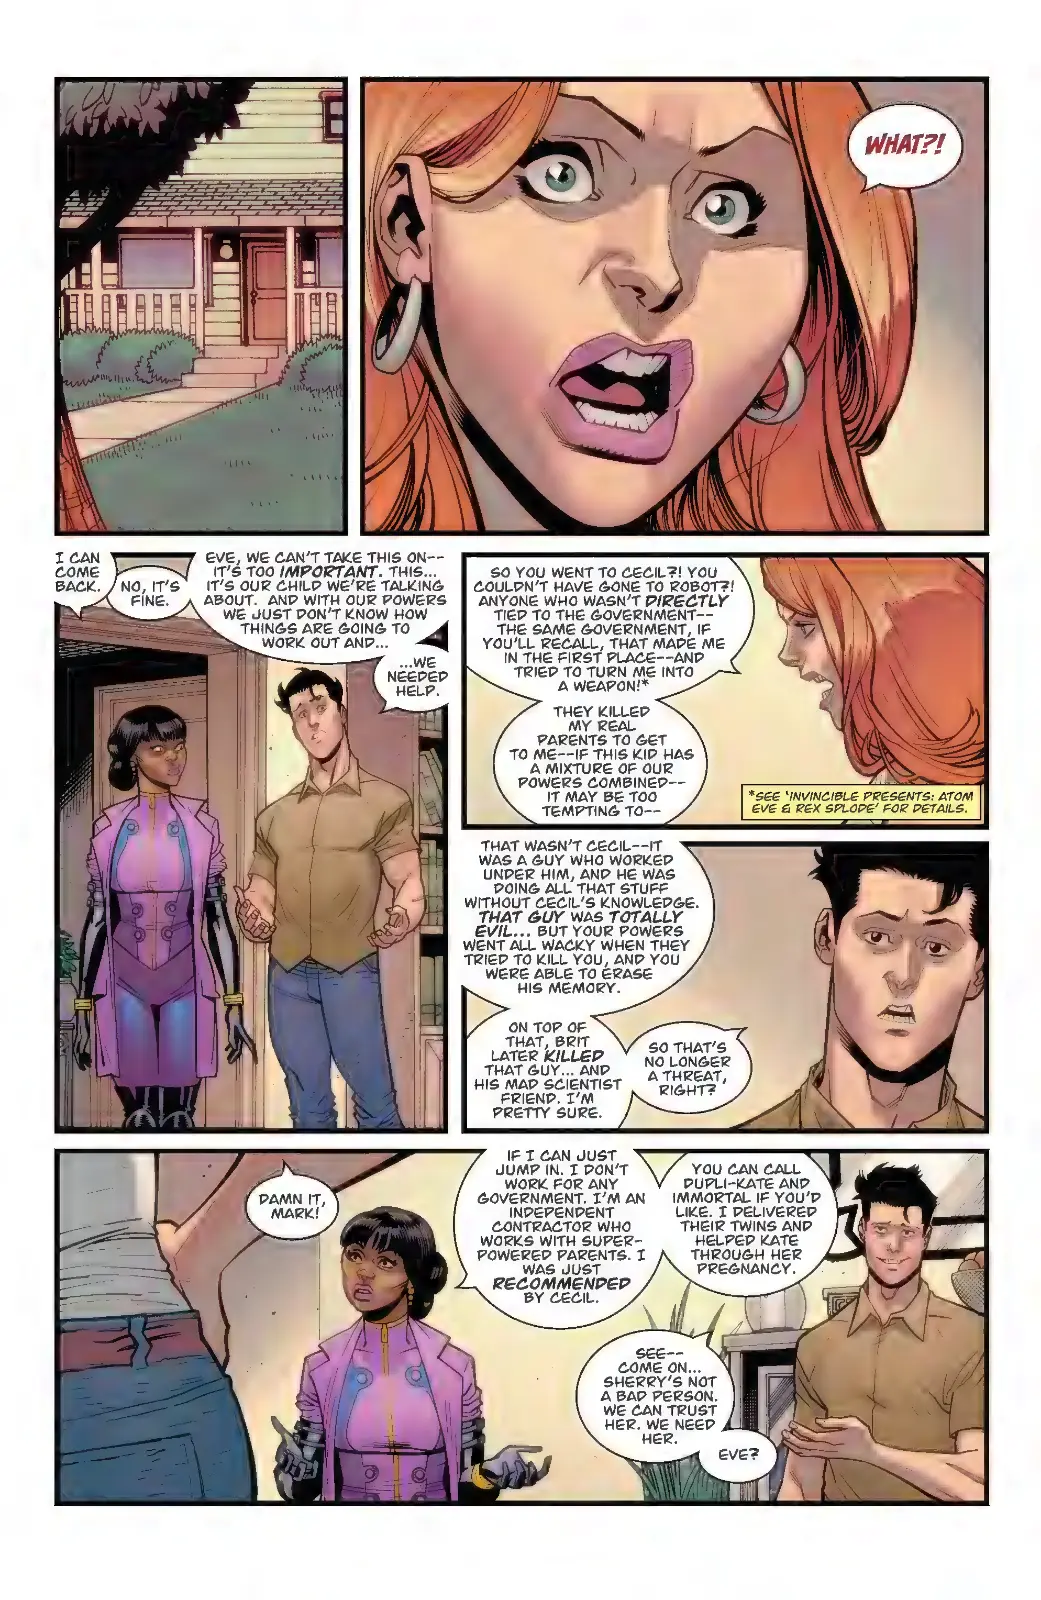 WHAT?!
I CAN
COME
BACK.
NO, IT'S
FINE.
EVE, WE CAN'T TAKE THIS ON--
IT'S TOO IMPORTANT. THIS...
IT'S OUR CHILD WE'RE TALKING
ABOUT. AND WITH OUR POWERS
WE JUST DON'T KNOW HOW
THINGS ARE GOING TO
WORK OUT AND...
...WE
NEEDED
HELP.
SO YOU WENT TO CECIL?! YOU
COULDN'T HAVE GONE TO ROBOT?!
ANYONE WHO WASN'T DIRECTLY
TIED TO THE GOVERNMENT--
THE SAME GOVERNMENT, IF
YOU'LL RECALL, THAT MADE ME
IN THE FIRST PLACE--AND
TRIED TO TURN ME INTO
A WEAPON!*
THEY KILLED
MY REAL
PARENTS TO GET
TO ME--IF THIS KID HAS
A MIXTURE OF OUR
POWERS COMBINED--
IT MAY BE TOO
TEMPTING TO--
*SEE 'INVINCIBLE PRESENTS: ATOM
EVE & REX SPLODE' FOR DETAILS.
THAT WASN'T CECIL--IT
WAS A GUY WHO WORKED
UNDER HIM, AND HE WAS
DOING ALL THAT STUFF
WITHOUT CECIL'S KNOWLEDGE.
THAT GUY WAS TOTALLY
EVIL... BUT YOUR POWERS
WENT ALL WACKY WHEN THEY
TRIED TO KILL YOU, AND YOU
WERE ABLE TO ERASE
HIS MEMORY.
ON TOP OF
THAT, BRIT
LATER KILLED
THAT GUY... AND
HIS MAD SCIENTIST
FRIEND. I'M
PRETTY SURE.
SO THAT'S
NO LONGER
A THREAT,
RIGHT?
DAMN IT,
MARK!
IF I CAN JUST
JUMP IN. I DON'T
WORK FOR ANY
GOVERNMENT. I'M AN
INDEPENDENT
CONTRACTOR WHO
WORKS WITH SUPER-
POWERED PARENTS. I
WAS JUST
RECOMMENDED
BY CECIL.
YOU CAN CALL
DUPLI-KATE AND
IMMORTAL IF YOU'D
LIKE. I DELIVERED
THEIR TWINS AND
HELPED KATE
THROUGH HER
PREGNANCY.
SEE--
COME ON...
SHERRY'S NOT
A BAD PERSON.
WE CAN TRUST
HER. WE NEED
HER.
EVE?